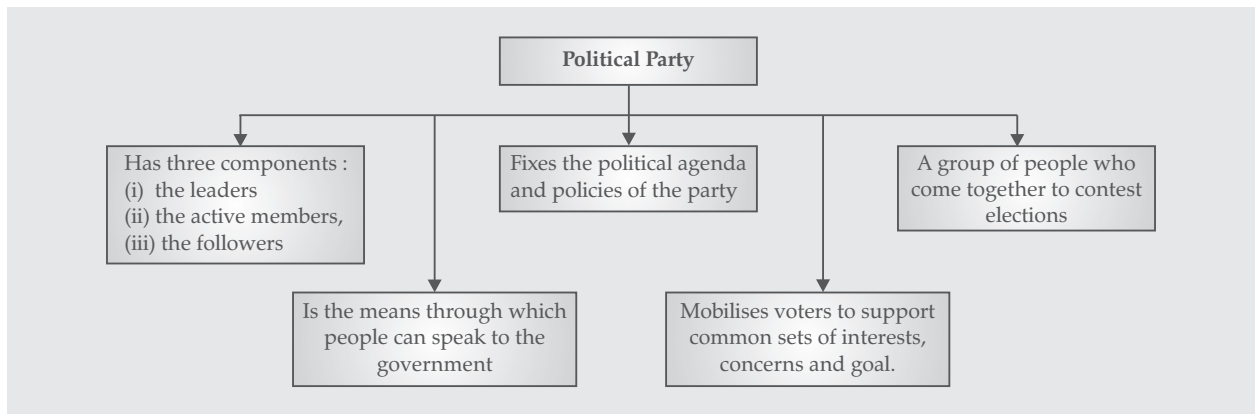 Political Party
Has three components :
(i) the leaders
(ii) the active members,
(iii) the followers
Fixes the political agenda
and policies of the party
A group of people who
come together to contest
elections
Is the means through which
people can speak to the
government
Mobilises voters to support
common sets of interests,
concerns and goal.